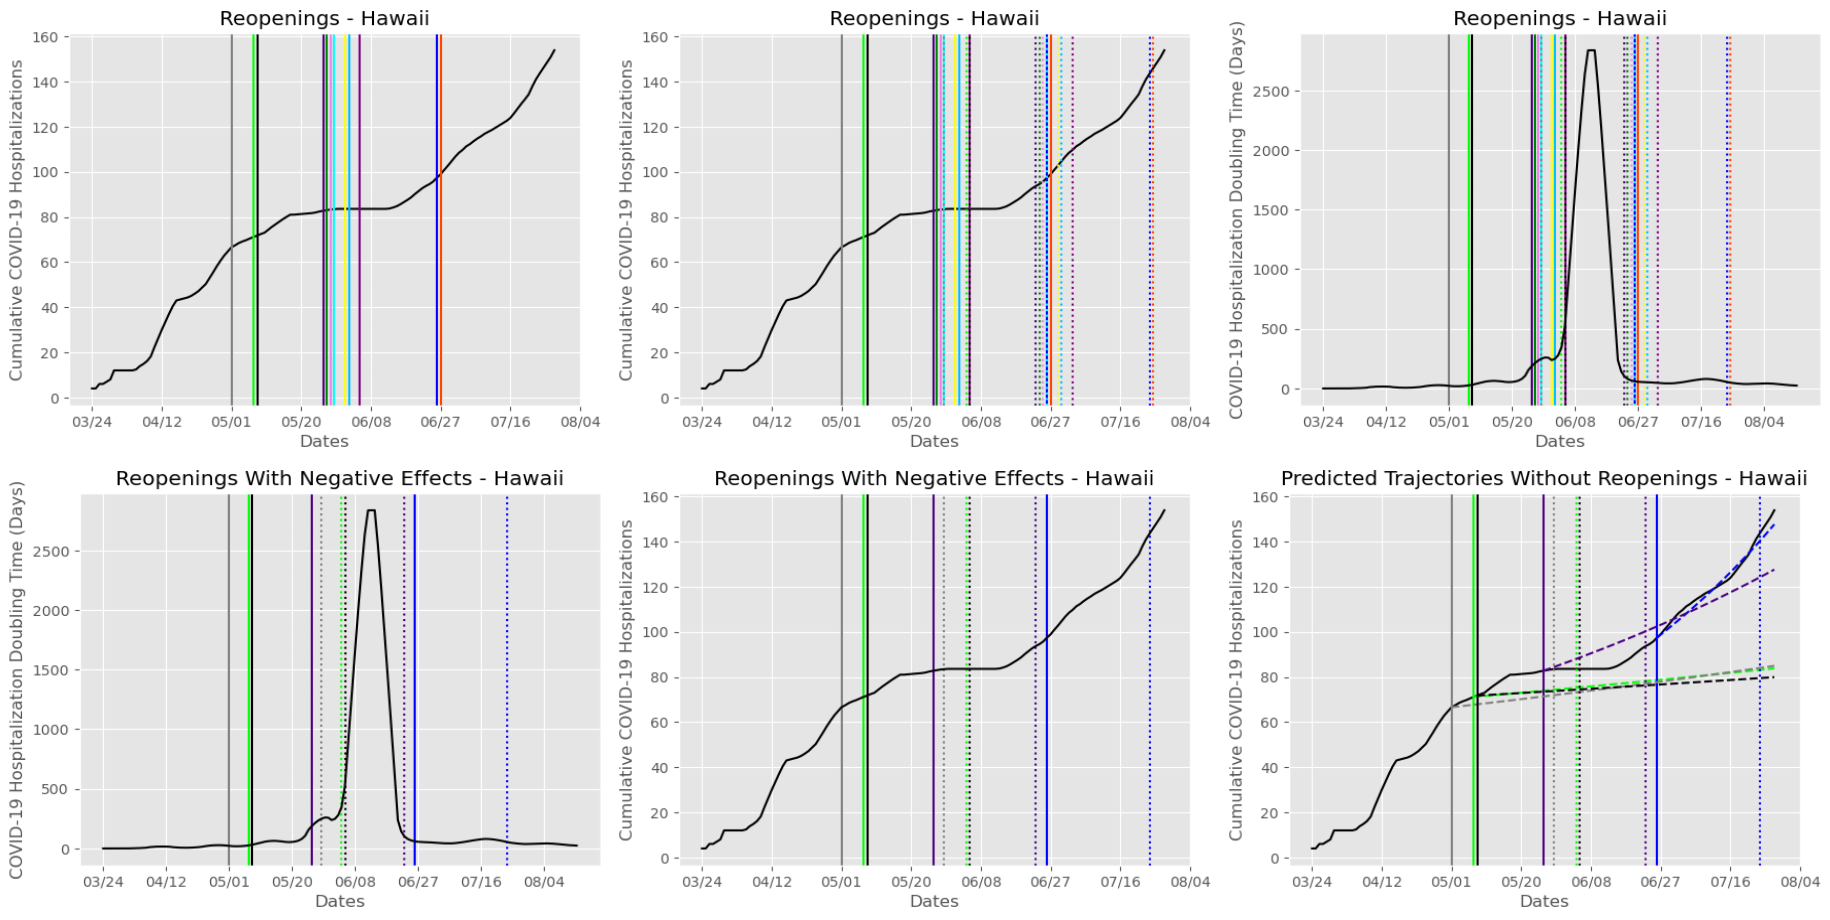 Reopenings - Hawaii
Cumulative COVID-19 Hospitalizations
160
140
120
100
80
60
40
20
0
03/24 04/12 05/01 05/20 06/08 06/27 07/16 08/04
Dates
Reopenings - Hawaii
Cumulative COVID-19 Hospitalizations
160
140
120
100
80
60
40
20
0
03/24 04/12 05/01 05/20 06/08 06/27 07/16 08/04
Dates
Reopenings - Hawaii
COVID-19 Hospitalization Doubling Time (Days)
2500
2000
1500
1000
500
0
03/24 04/12 05/01 05/20 06/08 06/27 07/16 08/04
Dates
Reopenings With Negative Effects - Hawaii
COVID-19 Hospitalization Doubling Time (Days)
2500
2000
1500
1000
500
0
03/24 04/12 05/01 05/20 06/08 06/27 07/16 08/04
Dates
Reopenings With Negative Effects - Hawaii
Cumulative COVID-19 Hospitalizations
160
140
120
100
80
60
40
20
0
03/24 04/12 05/01 05/20 06/08 06/27 07/16 08/04
Dates
Predicted Trajectories Without Reopenings - Hawaii
Cumulative COVID-19 Hospitalizations
160
140
120
100
80
60
40
20
0
03/24 04/12 05/01 05/20 06/08 06/27 07/16 08/04
Dates